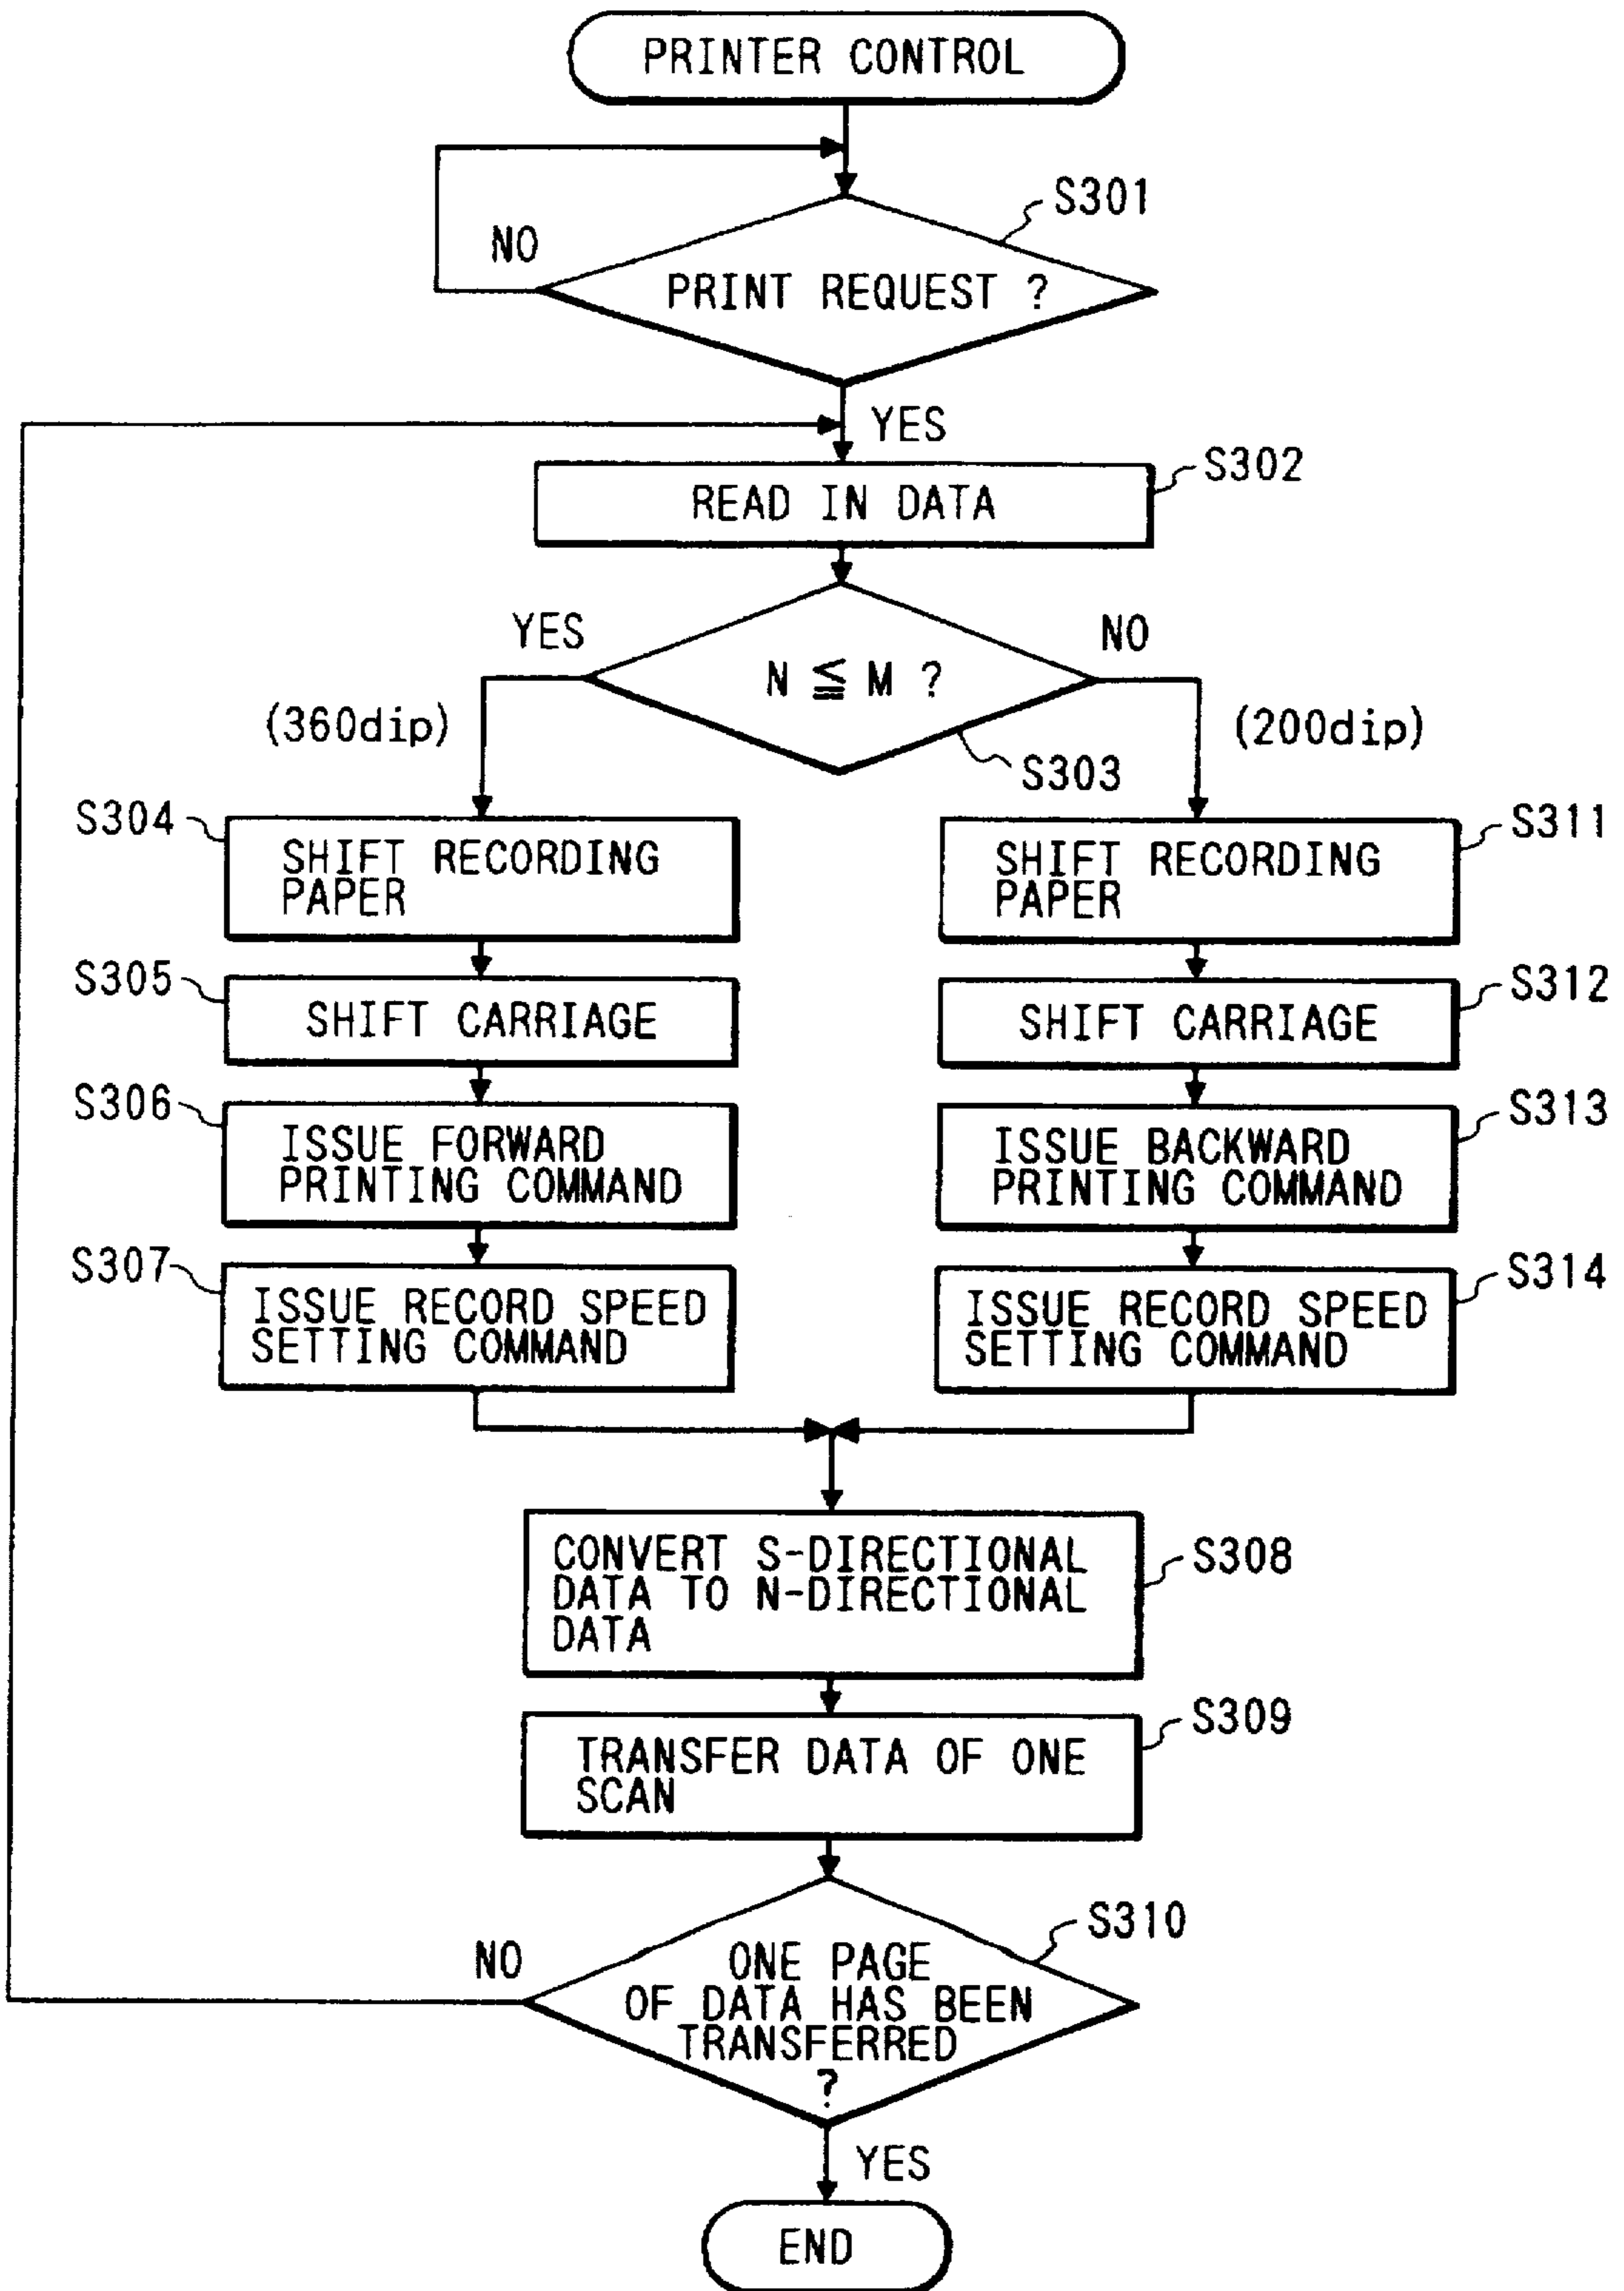 PRINTER CONTROL
S301
NO
PRINT REQUEST ?
YES
S302
READ IN DATA
YES
NO
N ≦ M ?
(360dip)
(200dip)
S303
S304
SHIFT RECORDING
PAPER
S311
SHIFT RECORDING
PAPER
S305
SHIFT CARRIAGE
S312
SHIFT CARRIAGE
S306
ISSUE FORWARD
PRINTING COMMAND
S313
ISSUE BACKWARD
PRINTING COMMAND
S307
ISSUE RECORD SPEED
SETTING COMMAND
S314
ISSUE RECORD SPEED
SETTING COMMAND
CONVERT S-DIRECTIONAL
DATA TO N-DIRECTIONAL
DATA
S308
S309
TRANSFER DATA OF ONE
SCAN
S310
NO
ONE PAGE
OF DATA HAS BEEN
TRANSFERRED
?
YES
END